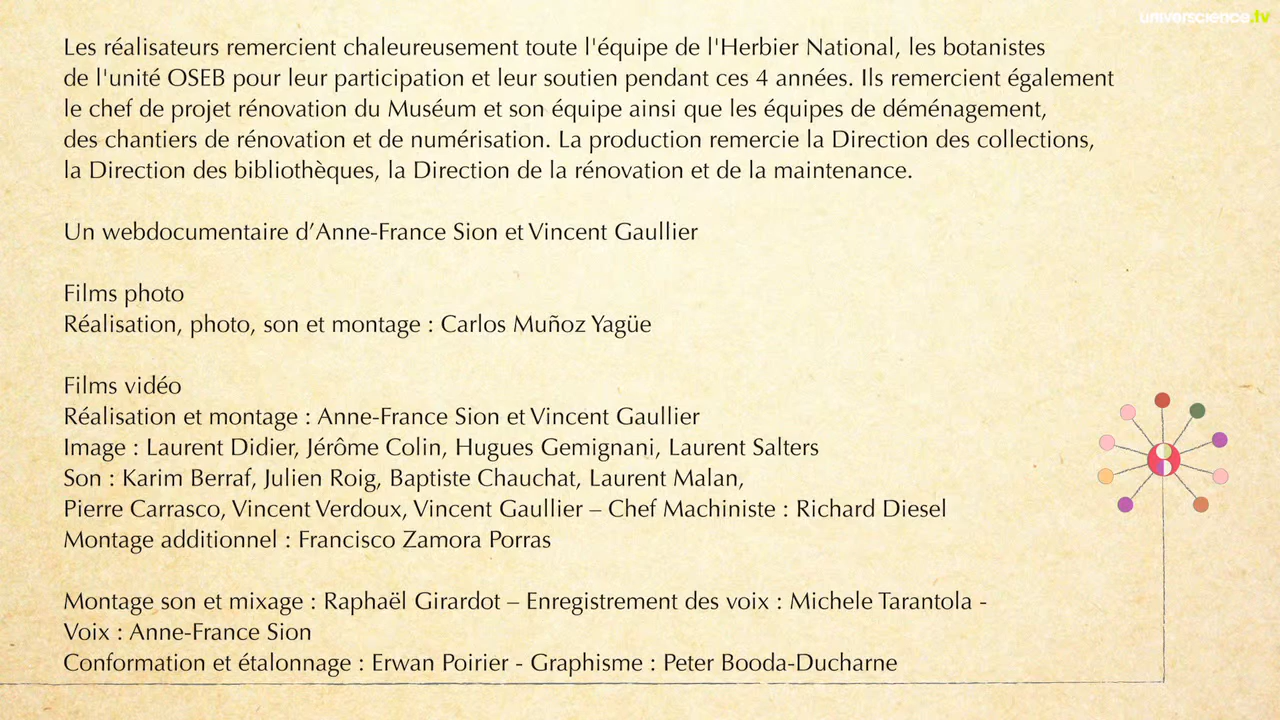 universcience.tv
Les réalisateurs remercient chaleureusement toute l'équipe de l'Herbier National, les botanistes
de l'unité OSEB pour leur participation et leur soutien pendant ces 4 années. Ils remercient également
le chef de projet rénovation du Muséum et son équipe ainsi que les équipes de déménagement,
des chantiers de rénovation et de numérisation. La production remercie la Direction des collections,
la Direction des bibliothèques, la Direction de la rénovation et de la maintenance.
Un webdocumentaire d’Anne-France Sion et Vincent Gaullier
Films photo
Réalisation, photo, son et montage : Carlos Muñoz Yagüe
Films vidéo
Réalisation et montage : Anne-France Sion et Vincent Gaullier
Image : Laurent Didier, Jérôme Colin, Hugues Gemignani, Laurent Salters
Son : Karim Berraf, Julien Roig, Baptiste Chauchat, Laurent Malan,
Pierre Carrasco, Vincent Verdoux, Vincent Gaullier – Chef Machiniste : Richard Diesel
Montage additionnel : Francisco Zamora Porras
Montage son et mixage : Raphaël Girardot – Enregistrement des voix : Michele Tarantola -
Voix : Anne-France Sion
Conformation et étalonnage : Erwan Poirier - Graphisme : Peter Booda-Ducharne